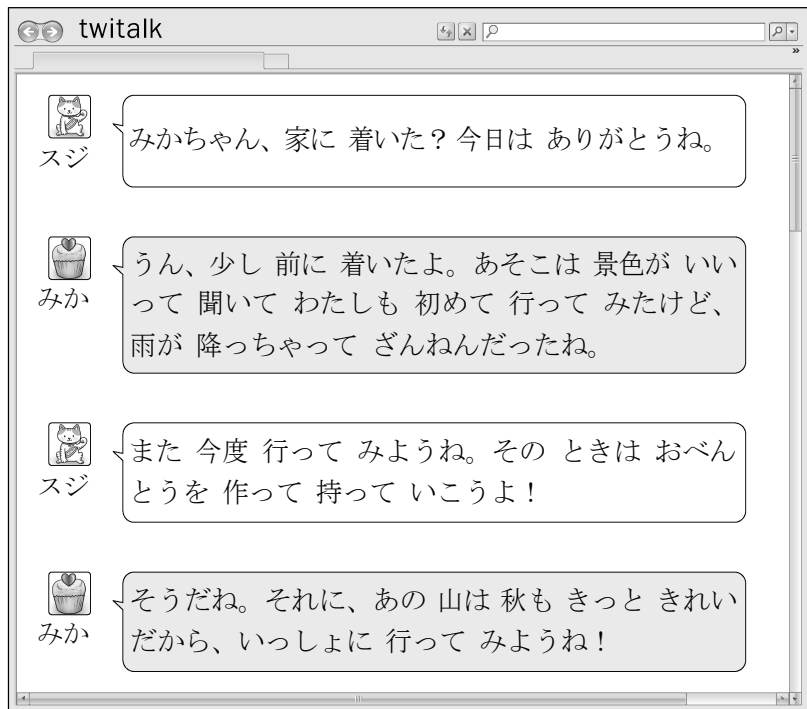 twitalk
»
スジ
みかちゃん、家に 着いた？今日は ありがとうね。
みか
うん、少し 前に 着いたよ。あそこは 景色が いい
って 聞いて わたしも 初めて 行って みたけど、
雨が 降っちゃって ざんねんだったね。
スジ
また 今度 行って みようね。その ときは おべん
とうを 作って 持って いこうよ！
みか
そうだね。それに、あの 山は 秋も きっと きれい
だから、いっしょに 行って みようね！